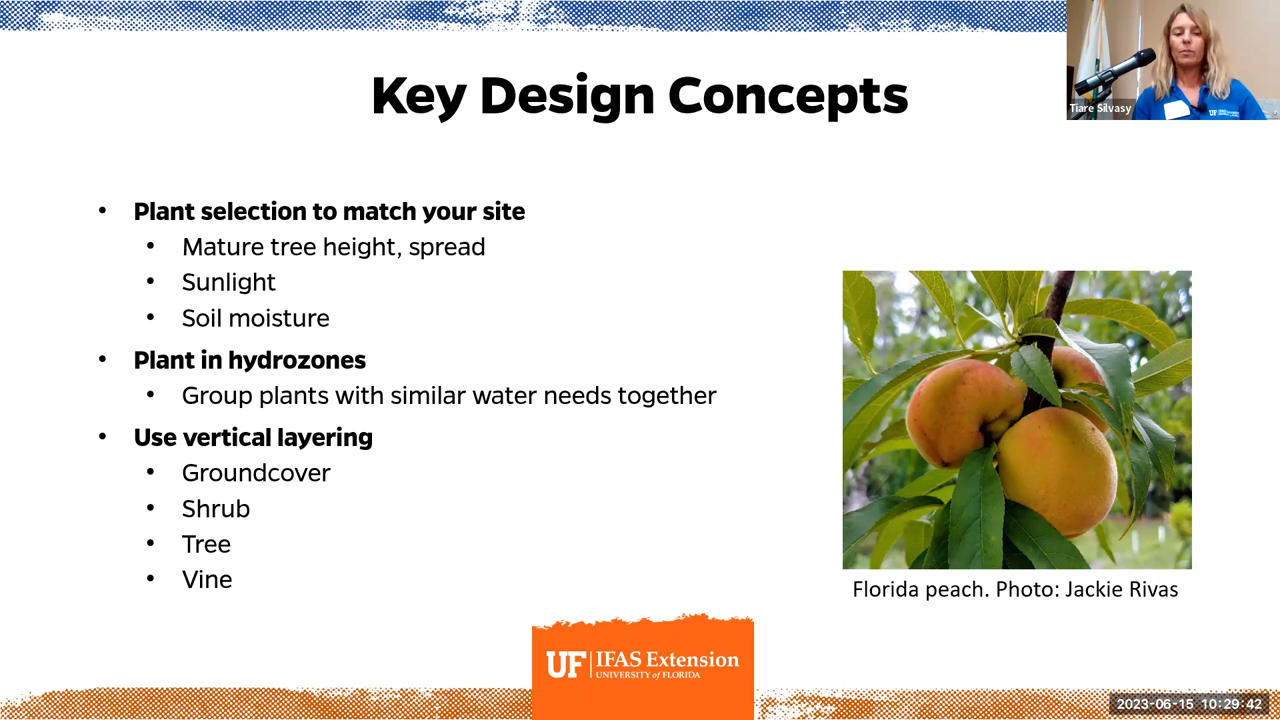 Key Design Concepts
Tiare Silvasy
• Plant selection to match your site
• Mature tree height, spread
• Sunlight
• Soil moisture
• Plant in hydrozones
• Group plants with similar water needs together
• Use vertical layering
• Groundcover
• Shrub
• Tree
• Vine
Florida peach. Photo: Jackie Rivas
UF | IFAS Extension
UNIVERSITY of FLORIDA
2023-06-15 10:29:42